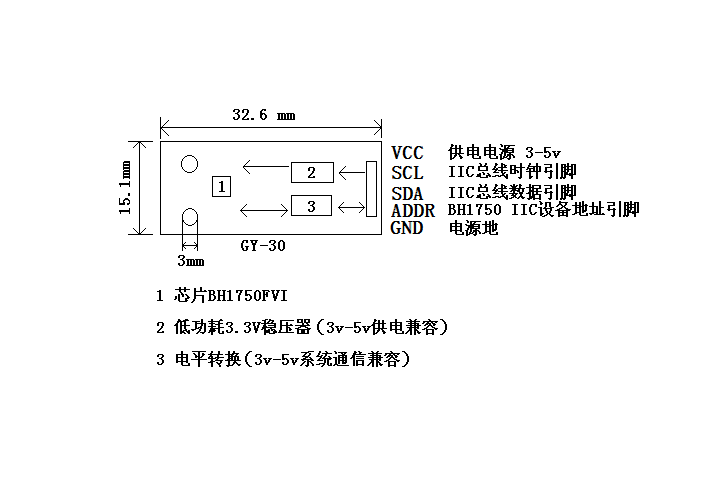 32.6 mm
VCC 供电电源 3-5v
SCL IIC总线时钟引脚
SDA IIC总线数据引脚
ADDR BH1750 IIC设备地址引脚
GND 电源地
15.1mm
2
1
3
3mm
GY-30
1 芯片BH1750FVI
2 低功耗3.3V稳压器(3v-5v供电兼容)
3 电平转换(3v-5v系统通信兼容)